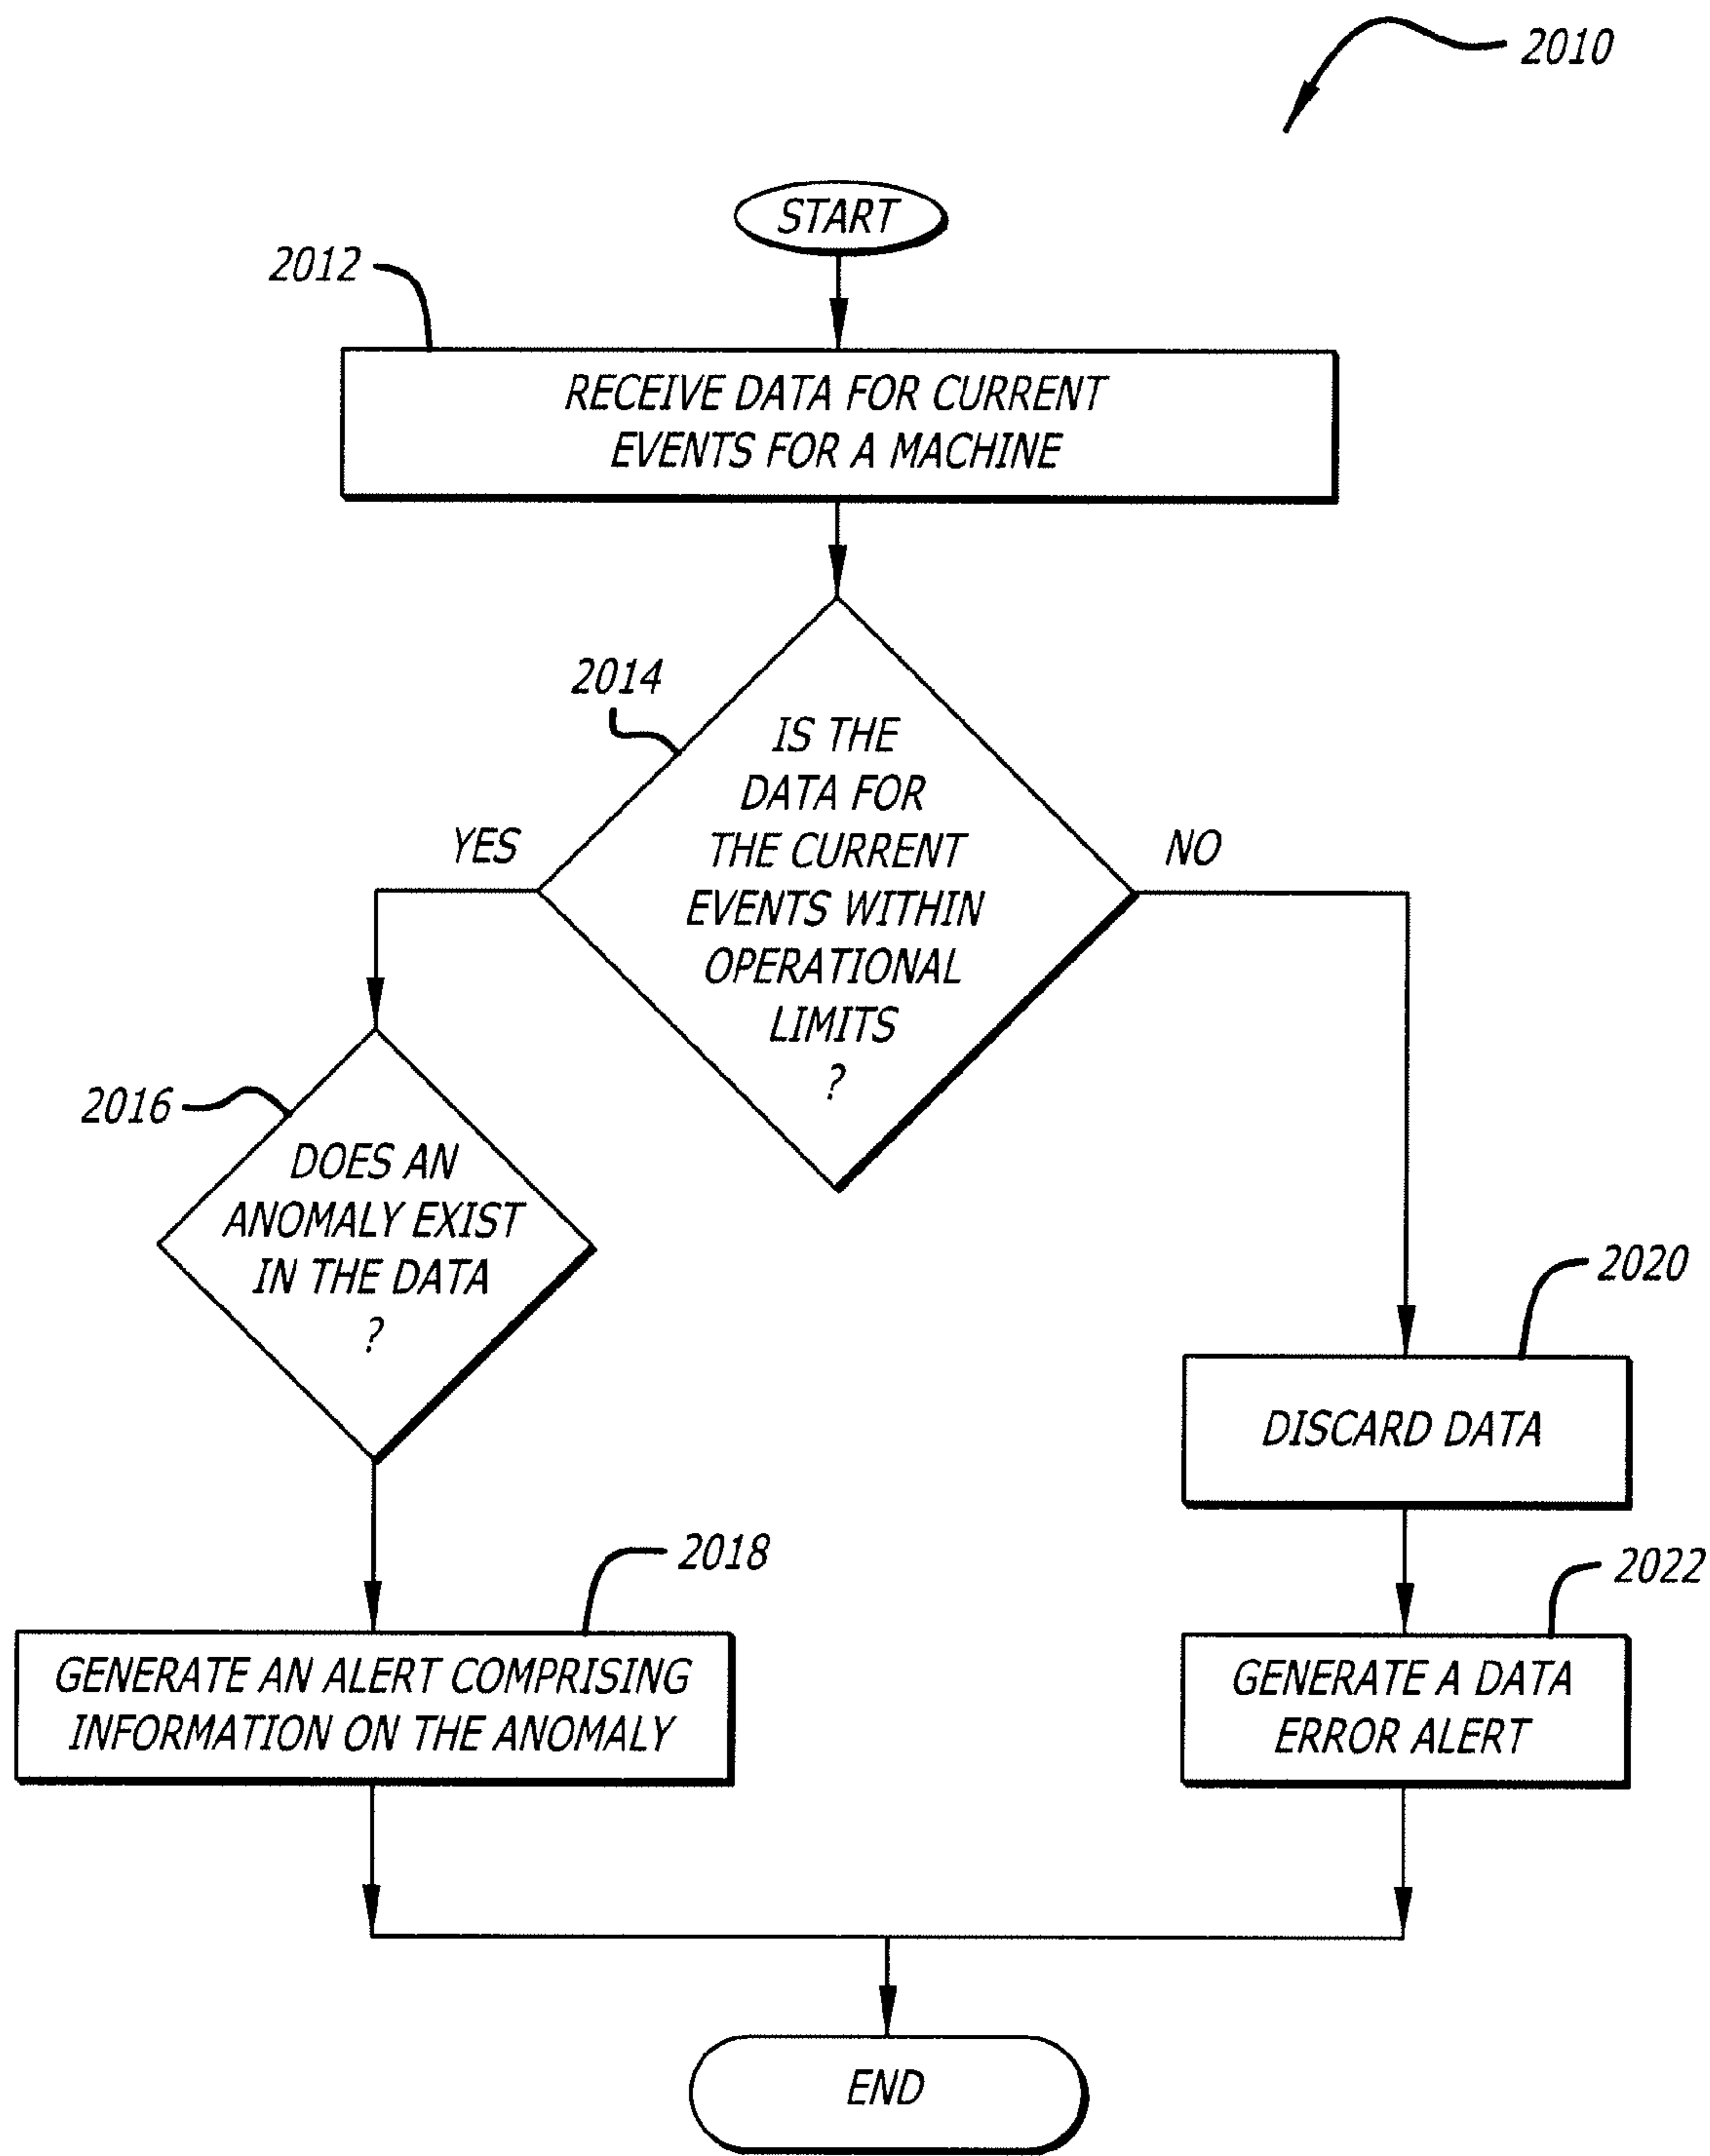 2010
START
2012
RECEIVE DATA FOR CURRENT
EVENTS FOR A MACHINE
2014
IS THE
DATA FOR
THE CURRENT
EVENTS WITHIN
OPERATIONAL
LIMITS
?
YES
NO
2016
DOES AN
ANOMALY EXIST
IN THE DATA
?
2020
DISCARD DATA
2018
GENERATE AN ALERT COMPRISING
INFORMATION ON THE ANOMALY
2022
GENERATE A DATA
ERROR ALERT
END